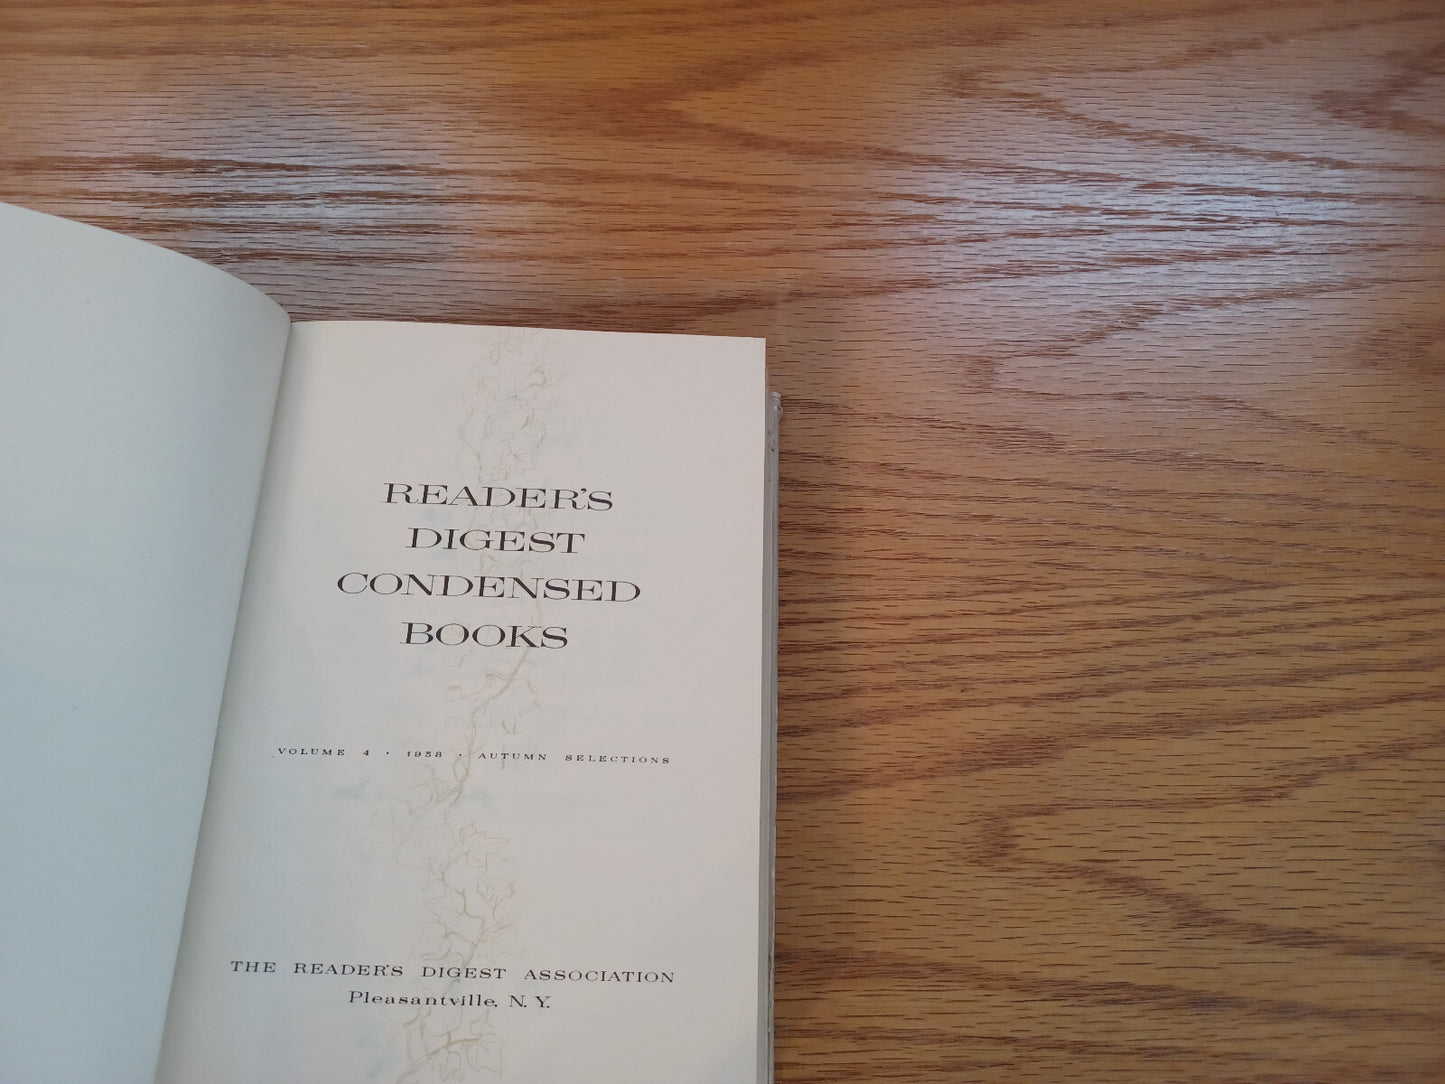 READER'S
DIGEST
CONDENSED
BOOKS
VOLUME 4 · 1958 · AUTUMN SELECTIONS
THE READER'S DIGEST ASSOCIATION
Pleasantville, N. Y.